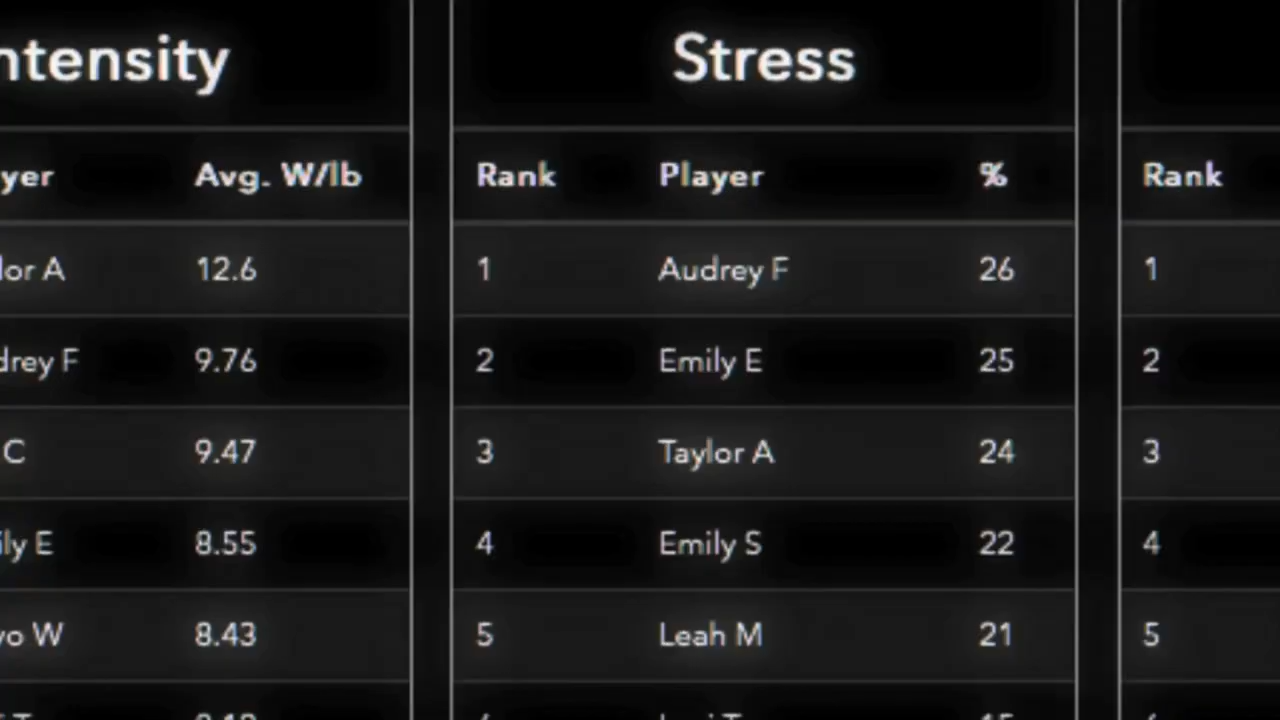 ntensity Stress
yer Avg. W/lb Rank Player % Rank
lor A 12.6 1 Audrey F 26 1
drey F 9.76 2 Emily E 25 2
C 9.47 3 Taylor A 24 3
ily E 8.55 4 Emily S 22 4
yo W 8.43 5 Leah M 21 5